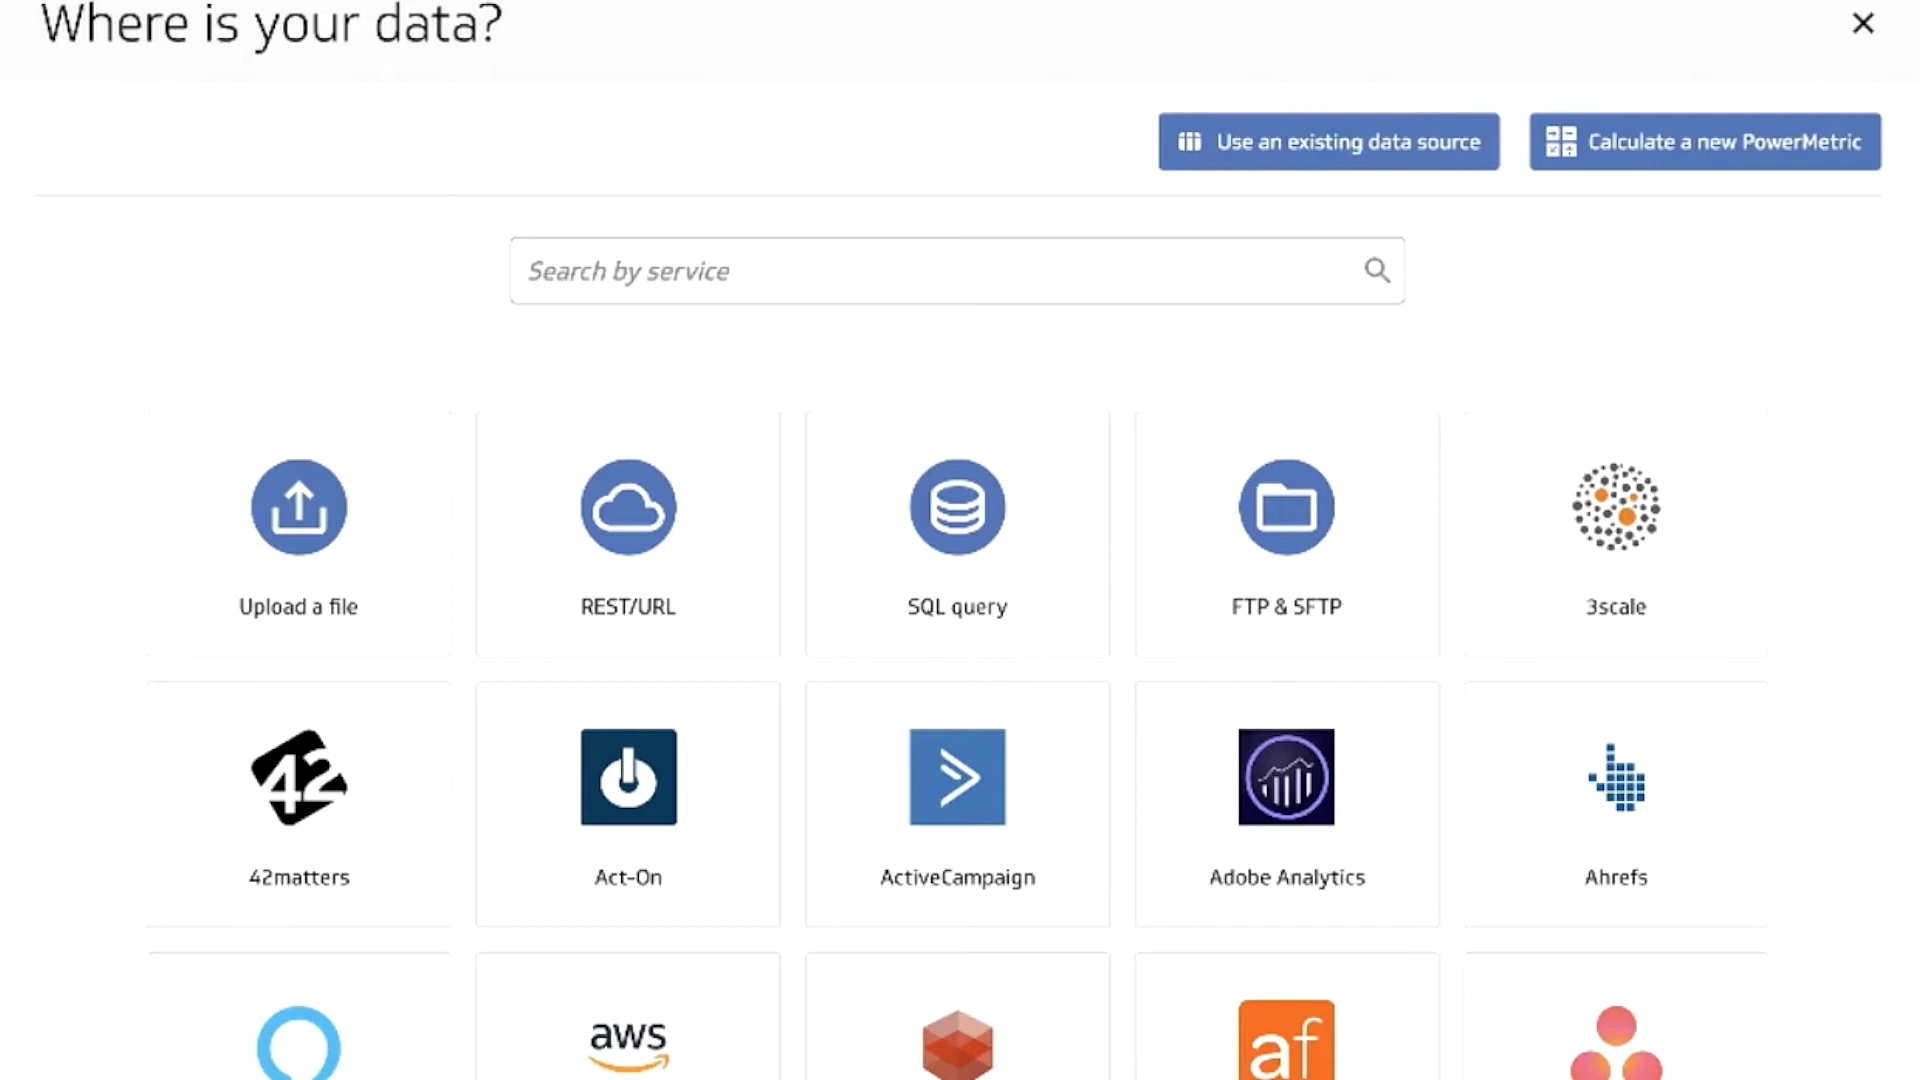 Where is your data?
Use an existing data source
Calculate a new PowerMetric
Search by service
Upload a file
REST/URL
SQL query
FTP & SFTP
3scale
42
42matters
Act-On
ActiveCampaign
Adobe Analytics
Ahrefs
aws
af